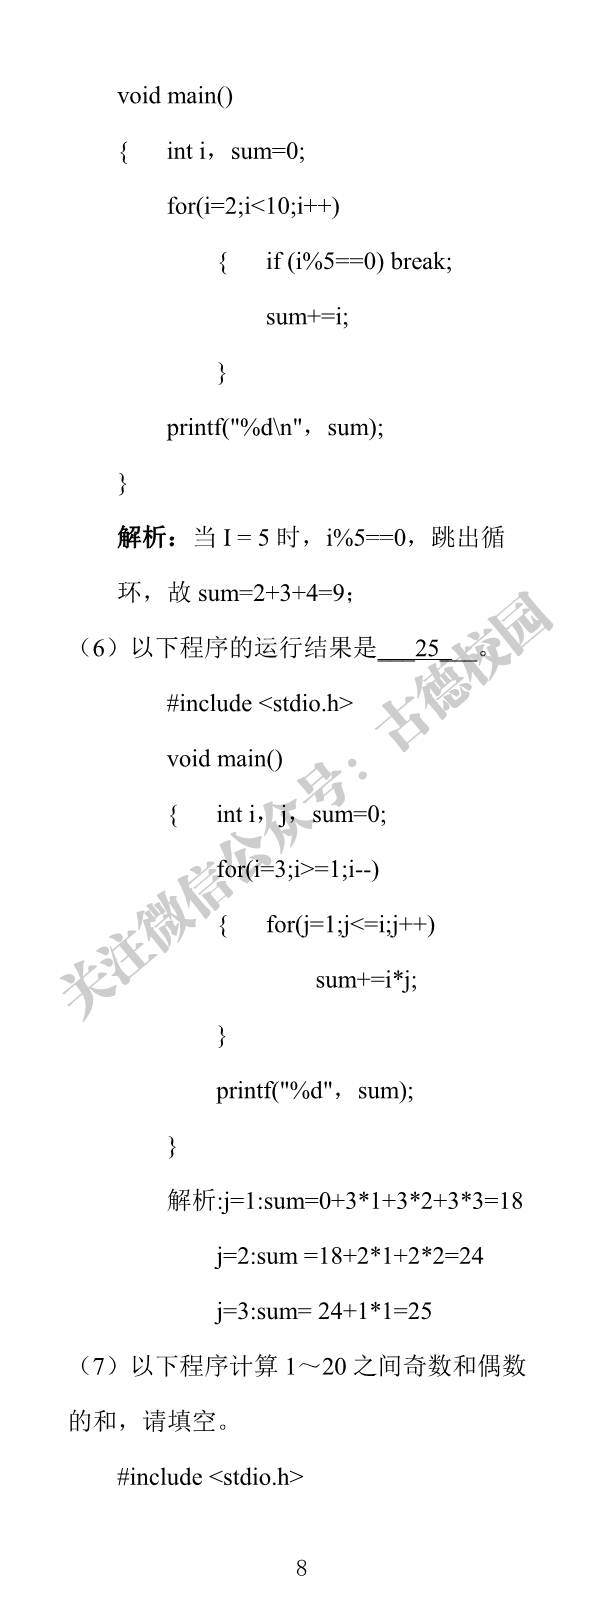 void main()
{ int i，sum=0;
for(i=2;i<10;i++)
{ if (i%5==0) break;
sum+=i;
}
printf("%d\n"，sum);
}
解析：当 I = 5 时，i%5==0，跳出循
环，故 sum=2+3+4=9；
（6）以下程序的运行结果是___25___。
#include <stdio.h>
void main()
{ int i，j，sum=0;
for(i=3;i>=1;i--)
{ for(j=1;j<=i;j++)
sum+=i*j;
}
printf("%d"，sum);
}
解析:j=1:sum=0+3*1+3*2+3*3=18
j=2:sum =18+2*1+2*2=24
j=3:sum= 24+1*1=25
（7）以下程序计算 1～20 之间奇数和偶数
的和，请填空。
#include <stdio.h>
8
关注微信公众号：古德校园